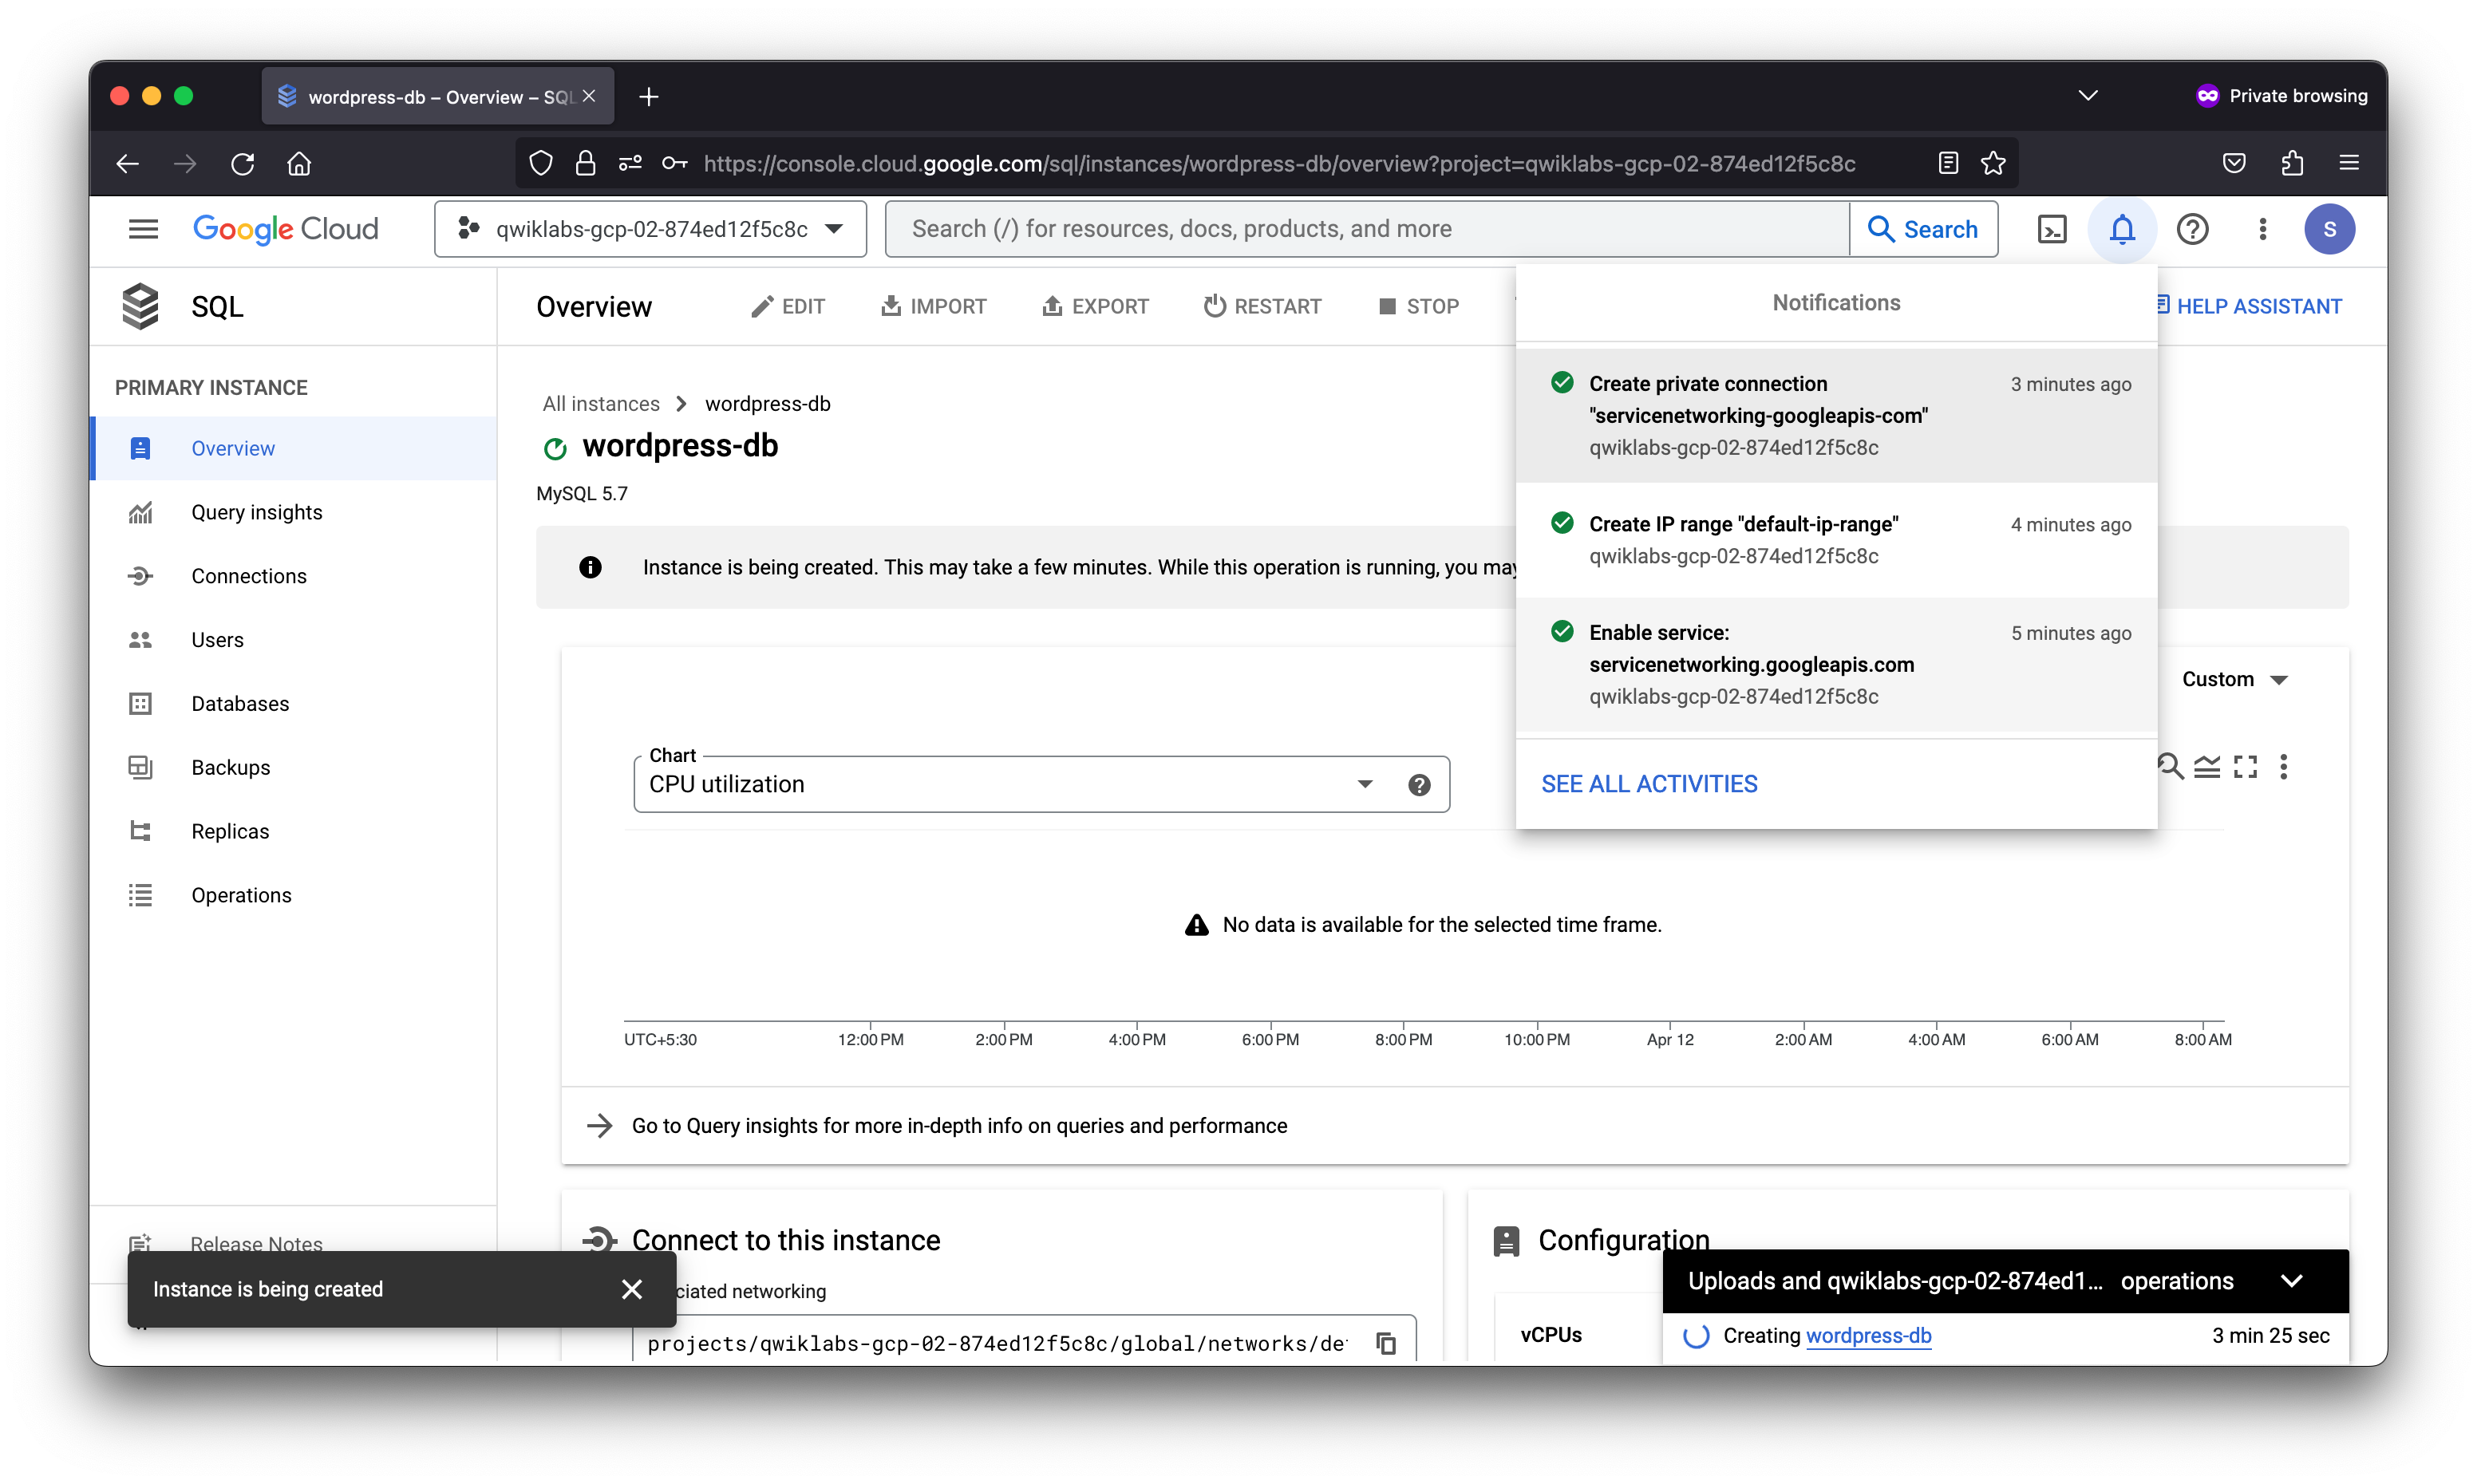 wordpress-db – Overview – SQL
Private browsing
https://console.cloud.google.com/sql/instances/wordpress-db/overview?project=qwiklabs-gcp-02-874ed12f5c8c
Google Cloud
qwiklabs-gcp-02-874ed12f5c8c
Search (/) for resources, docs, products, and more
Search
S
SQL
Overview
EDIT
IMPORT
EXPORT
RESTART
STOP
HELP ASSISTANT
Notifications
Create private connection
"servicenetworking-googleapis-com"
qwiklabs-gcp-02-874ed12f5c8c
3 minutes ago
Create IP range "default-ip-range"
qwiklabs-gcp-02-874ed12f5c8c
4 minutes ago
Enable service:
servicenetworking.googleapis.com
qwiklabs-gcp-02-874ed12f5c8c
5 minutes ago
SEE ALL ACTIVITIES
PRIMARY INSTANCE
Overview
Query insights
Connections
Users
Databases
Backups
Replicas
Operations
Release Notes
All instances
wordpress-db
wordpress-db
MySQL 5.7
Instance is being created. This may take a few minutes. While this operation is running, you may
Custom
Chart
CPU utilization
No data is available for the selected time frame.
UTC+5:30
12:00 PM
2:00 PM
4:00 PM
6:00 PM
8:00 PM
10:00 PM
Apr 12
2:00 AM
4:00 AM
6:00 AM
8:00 AM
Go to Query insights for more in-depth info on queries and performance
Connect to this instance
networking
projects/qwiklabs-gcp-02-874ed12f5c8c/global/networks/de
Configuration
vCPUs
Instance is being created
Uploads and qwiklabs-gcp-02-874ed1... operations
Creating wordpress-db
3 min 25 sec